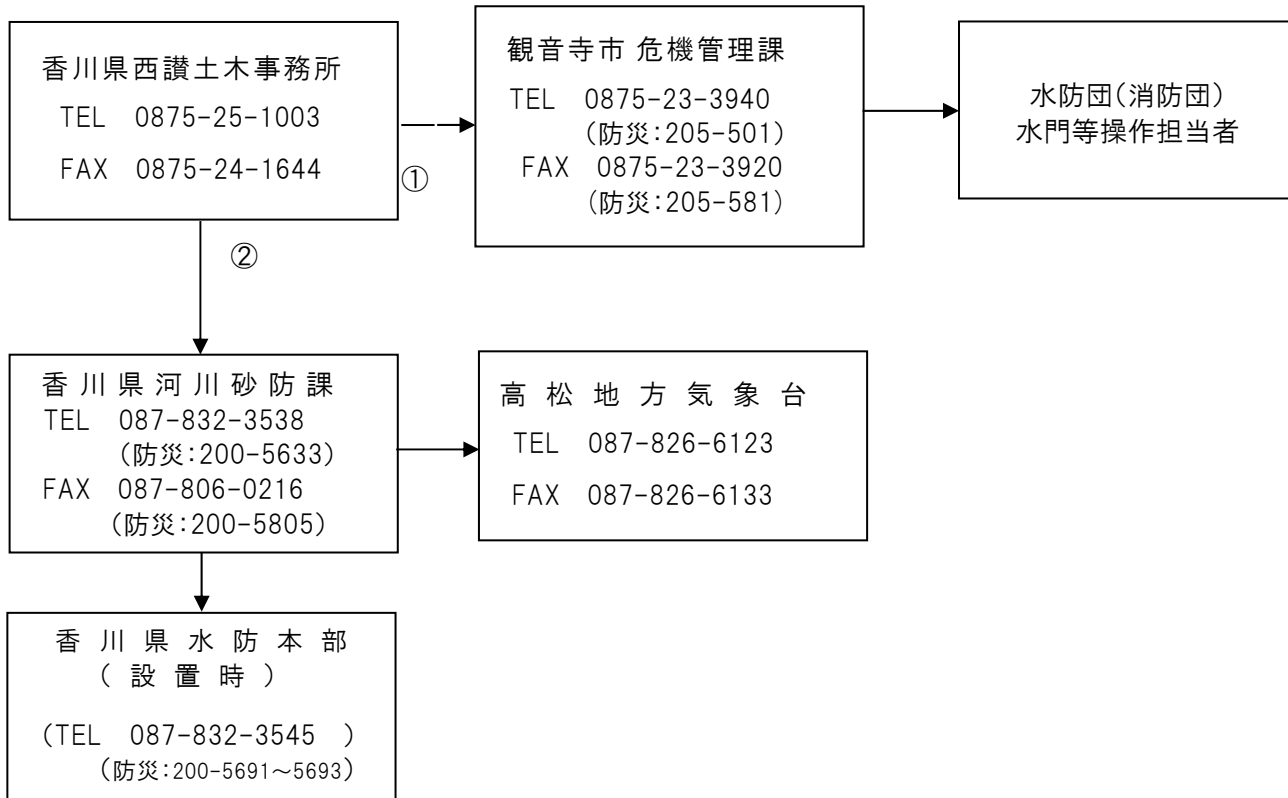 香川県西讃土木事務所
TEL 0875-25-1003
FAX 0875-24-1644
①
観音寺市 危機管理課
TEL 0875-23-3940
(防災:205-501)
FAX 0875-23-3920
(防災:205-581)
水防団(消防団)
水門等操作担当者
②
香川県河川砂防課
TEL 087-832-3538
(防災:200-5633)
FAX 087-806-0216
(防災:200-5805)
高松地方気象台
TEL 087-826-6123
FAX 087-826-6133
香川県水防本部
(設置時)
(TEL 087-832-3545 )
(防災:200-5691～5693)